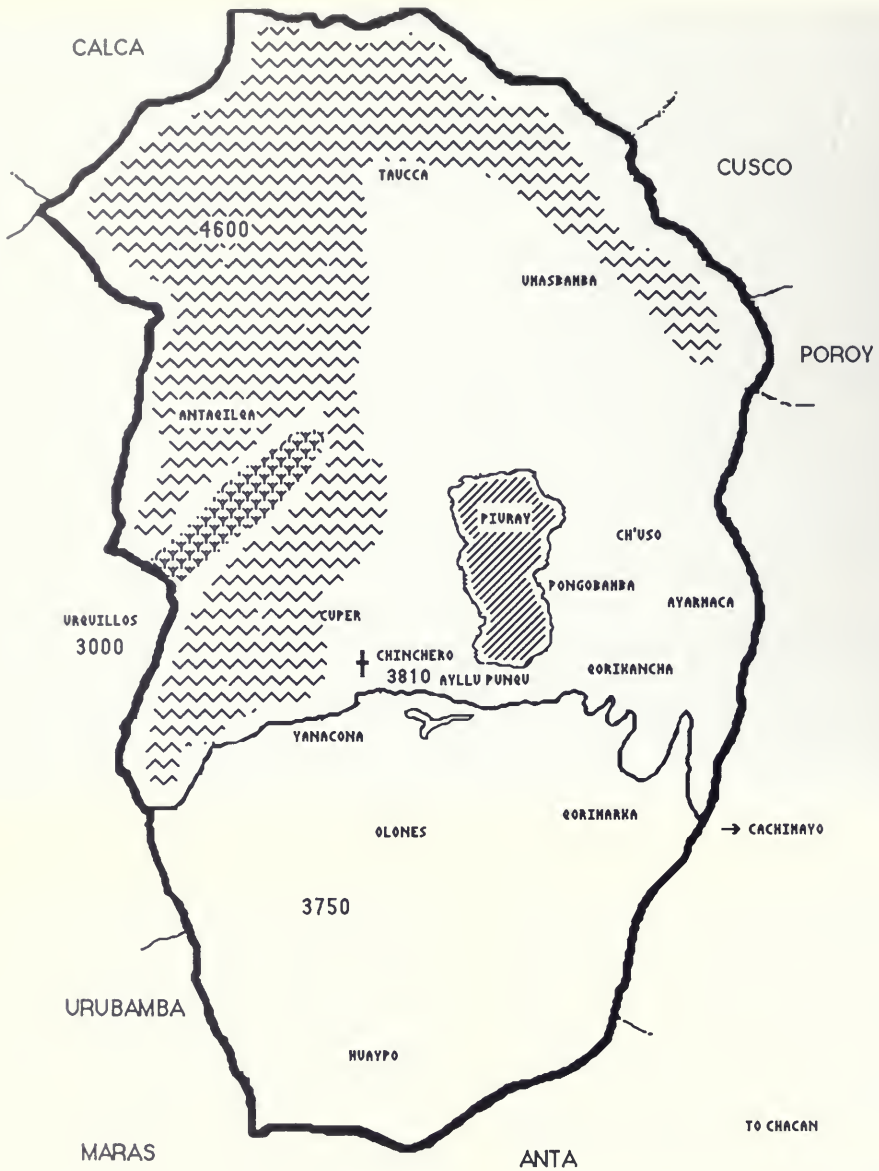 CALCA
CUSCO
TAUCCA
4600
UMASBAMBA
POROY
ANTAQILQA
PIURAY
CH'USO
PONGOBAMBA
AYARMACA
URQUILLOS
3000
CUPER
CHINCHERO
3810 AYLLU PUNQU
QORIKANCHA
YANACONA
QORIMARKA
OLONES
→ CACHIMAYO
3750
URUBAMBA
HUAYPO
TO CHACAN
MARAS
ANTA